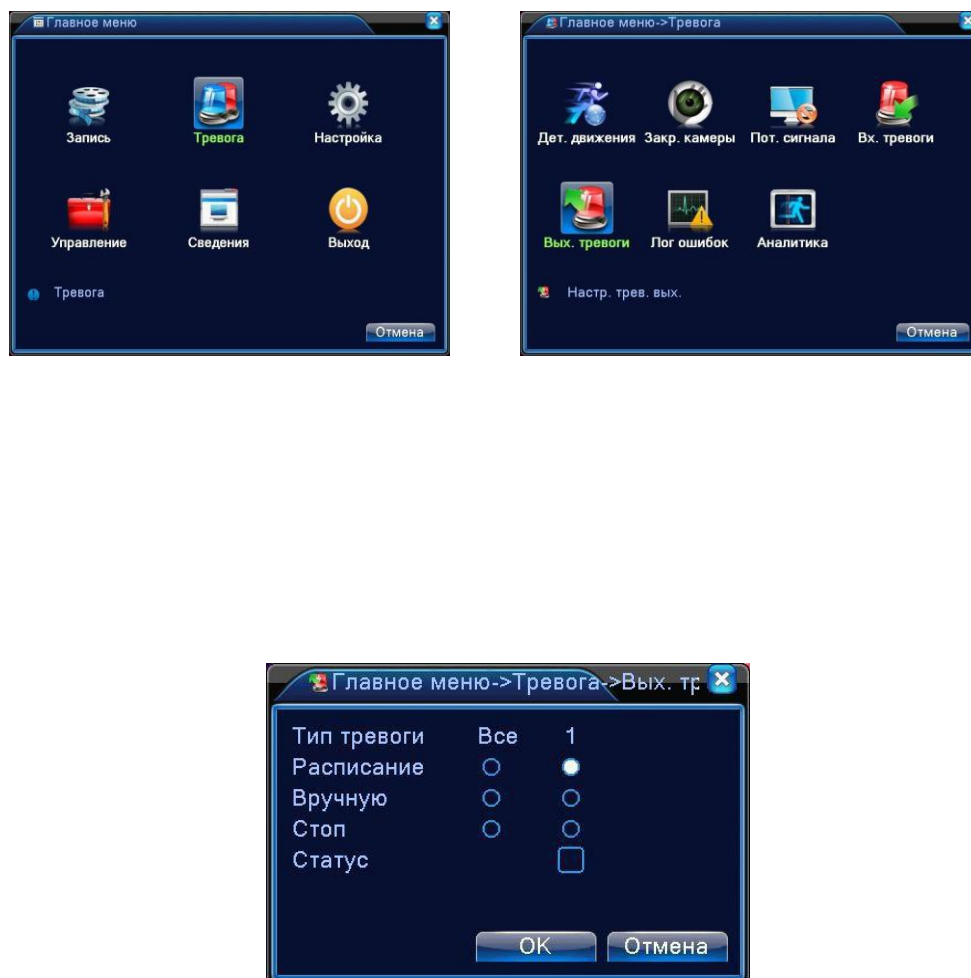 Главное меню
Запись Тревога Настройка
Управление Сведения Выход
Тревога
Отмена
Главное меню->Тревога
Дет. движения Закр. камеры Пот. сигнала Вх. тревоги
Вых. тревоги Лог ошибок Аналитика
Настр. трев. вых.
Отмена
Главное меню->Тревога->Вых. тр
Тип тревоги Все 1
Расписание
Вручную
Стоп
Статус
OK Отмена